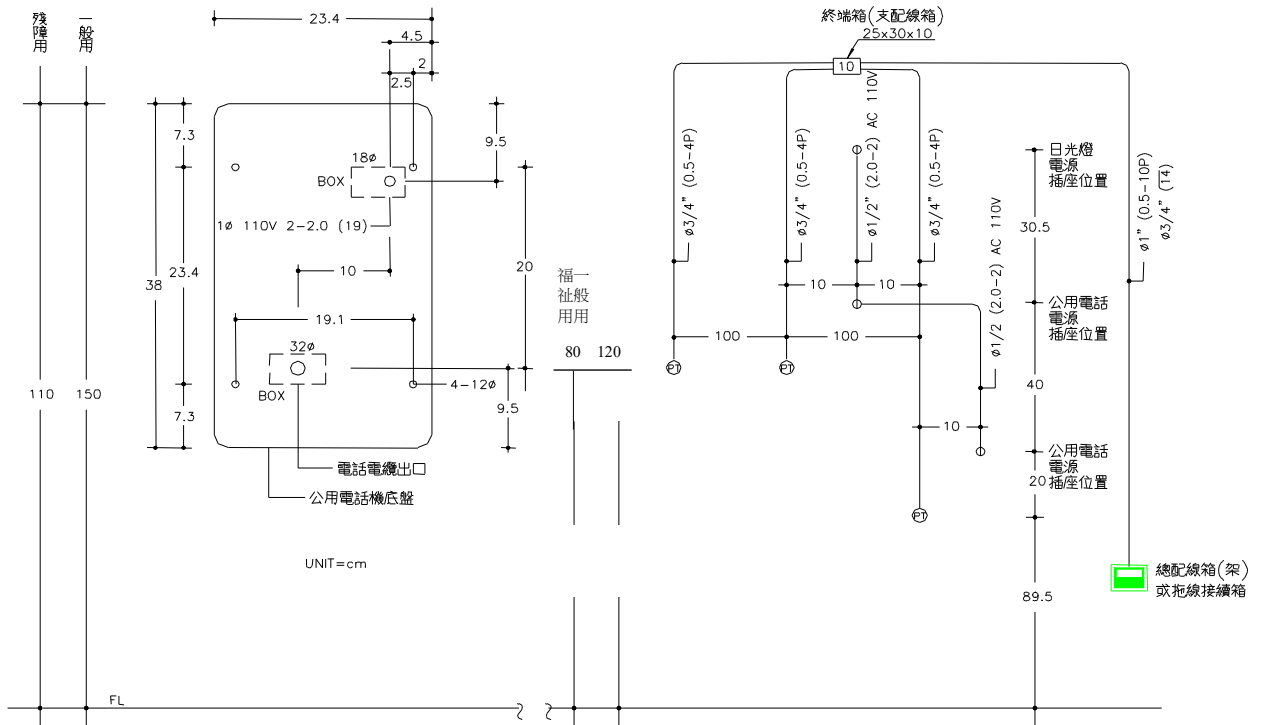 殘障用
一般用
23.4
4.5
2
2.5
7.3
9.5
18ø
BOX
1ø 110V 2-2.0 (19)
10
38
23.4
20
19.1
32ø
BOX
4-12ø
110
150
7.3
9.5
電話電纜出口
公用電話機底盤
UNIT=cm
FL
福祉用
一般用
80 120
終端箱(支配線箱)
25x30x10
10
ø3/4" (0.5-4P)
ø3/4" (0.5-4P)
ø1/2" (2.0-2) AC 110V
ø3/4" (0.5-4P)
10
10
100
100
ø1/2 (2.0-2) AC 110V
10
PT
PT
PT
日光燈
電源
插座位置
30.5
公用電話
電源
插座位置
40
公用電話
電源
插座位置
20
89.5
ø1" (0.5-10P)
ø3/4" (14)
總配線箱(架)
或拖線接續箱